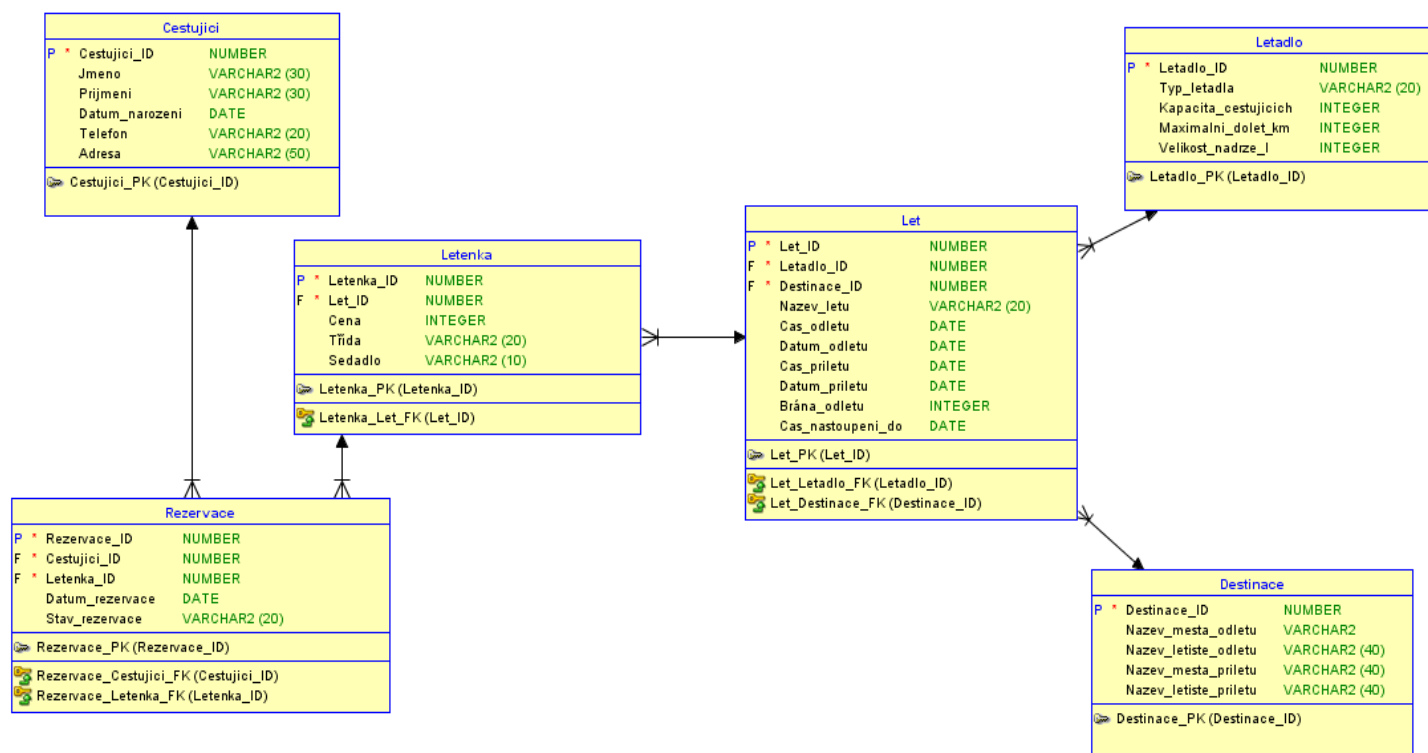 Cestujici
P * Cestujici_ID NUMBER
Jmeno VARCHAR2 (30)
Prijmeni VARCHAR2 (30)
Datum_narozeni DATE
Telefon VARCHAR2 (20)
Adresa VARCHAR2 (50)
Cestujici_PK (Cestujici_ID)
Letadlo
P * Letadlo_ID NUMBER
Typ_letadla VARCHAR2 (20)
Kapacita_cestujicich INTEGER
Maximalni_dolet_km INTEGER
Velikost_nadrze_l INTEGER
Letadlo_PK (Letadlo_ID)
Letenka
P * Letenka_ID NUMBER
F * Let_ID NUMBER
Cena INTEGER
Třída VARCHAR2 (20)
Sedadlo VARCHAR2 (10)
Letenka_PK (Letenka_ID)
Letenka_Let_FK (Let_ID)
Let
P * Let_ID NUMBER
F * Letadlo_ID NUMBER
F * Destinace_ID NUMBER
Nazev_letu VARCHAR2 (20)
Cas_odletu DATE
Datum_odletu DATE
Cas_priletu DATE
Datum_priletu DATE
Brána_odletu INTEGER
Cas_nastoupeni_do DATE
Let_PK (Let_ID)
Let_Letadlo_FK (Letadlo_ID)
Let_Destinace_FK (Destinace_ID)
Rezervace
P * Rezervace_ID NUMBER
F * Cestujici_ID NUMBER
F * Letenka_ID NUMBER
Datum_rezervace DATE
Stav_rezervace VARCHAR2 (20)
Rezervace_PK (Rezervace_ID)
Rezervace_Cestujici_FK (Cestujici_ID)
Rezervace_Letenka_FK (Letenka_ID)
Destinace
P * Destinace_ID NUMBER
Nazev_mesta_odletu VARCHAR2
Nazev_letiste_odletu VARCHAR2 (40)
Nazev_mesta_priletu VARCHAR2 (40)
Nazev_letiste_priletu VARCHAR2 (40)
Destinace_PK (Destinace_ID)